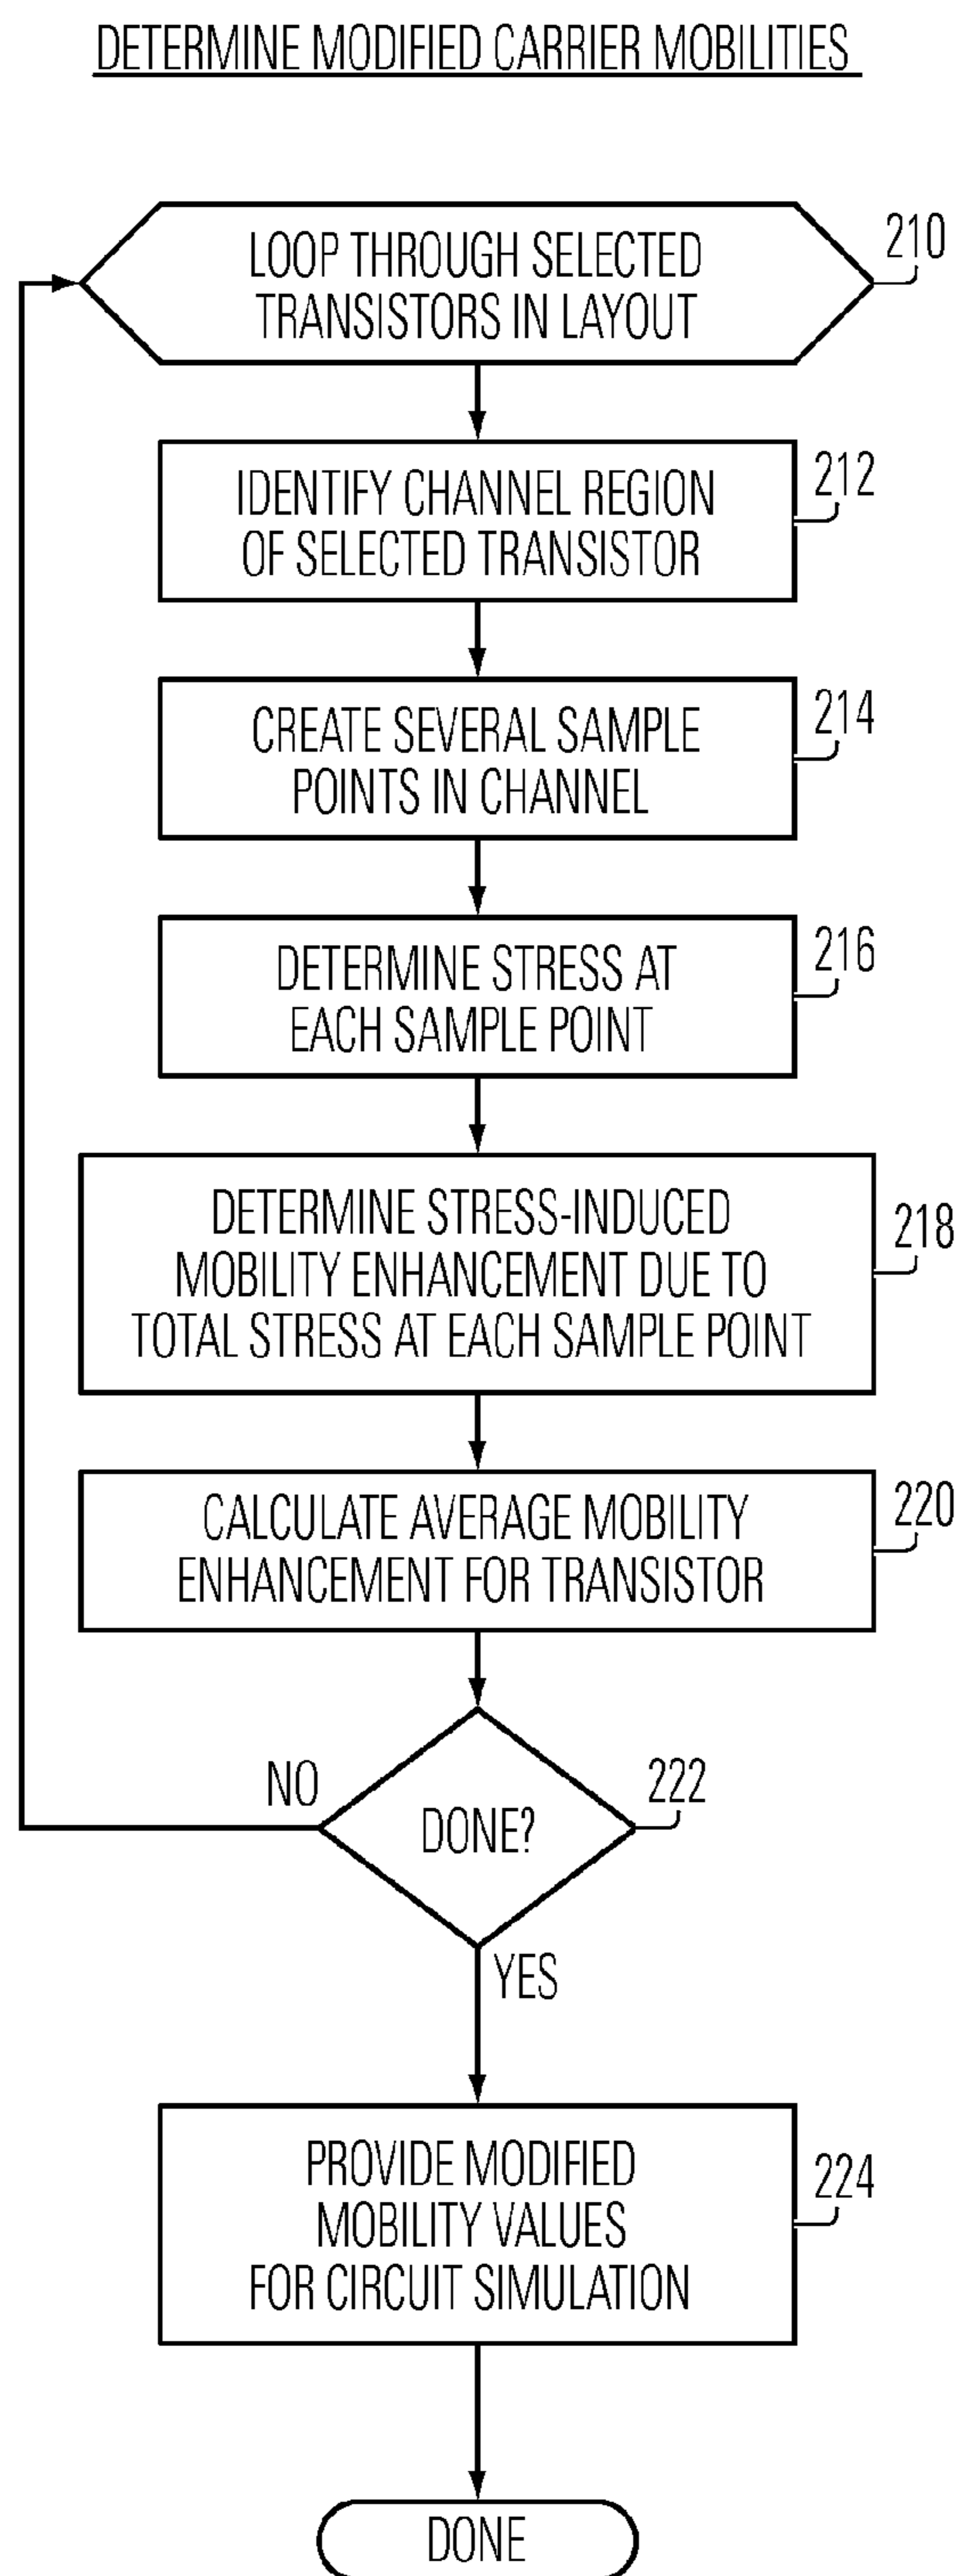 DETERMINE MODIFIED CARRIER MOBILITIES
LOOP THROUGH SELECTED
TRANSISTORS IN LAYOUT
210
IDENTIFY CHANNEL REGION
OF SELECTED TRANSISTOR
212
CREATE SEVERAL SAMPLE
POINTS IN CHANNEL
214
DETERMINE STRESS AT
EACH SAMPLE POINT
216
DETERMINE STRESS-INDUCED
MOBILITY ENHANCEMENT DUE TO
TOTAL STRESS AT EACH SAMPLE POINT
218
CALCULATE AVERAGE MOBILITY
ENHANCEMENT FOR TRANSISTOR
220
NO
DONE?
222
YES
PROVIDE MODIFIED
MOBILITY VALUES
FOR CIRCUIT SIMULATION
224
DONE